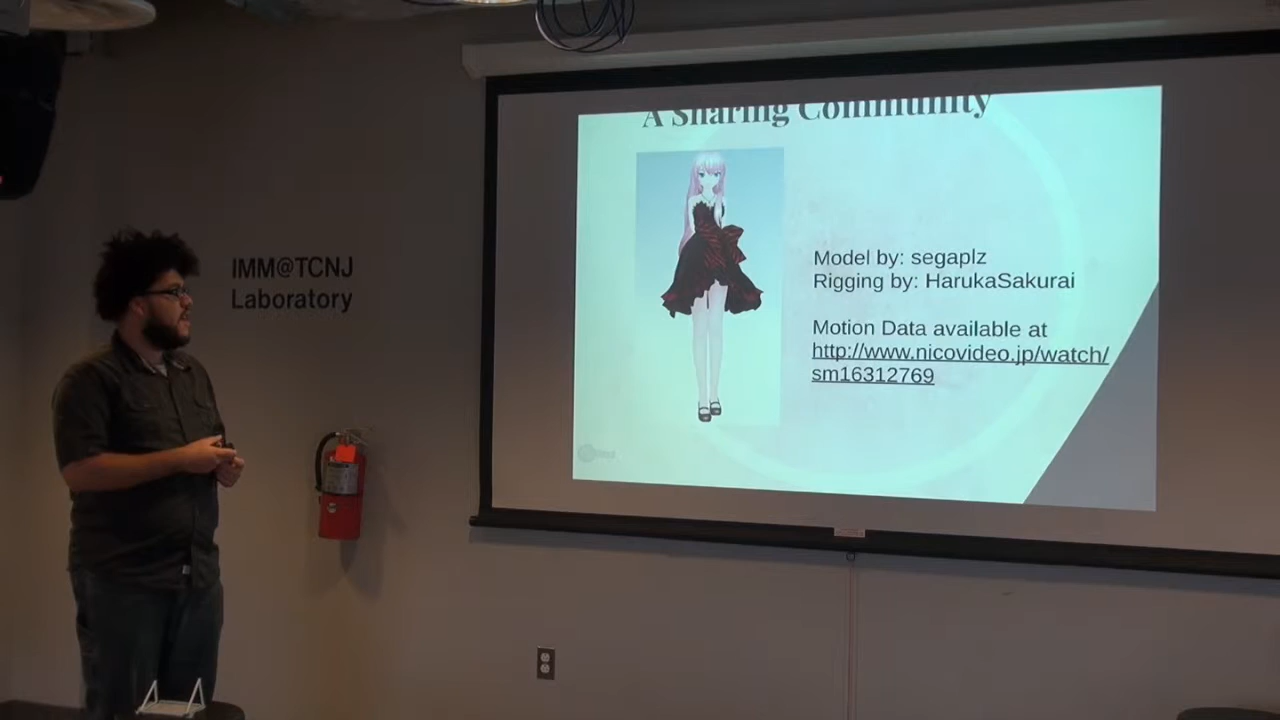 A Sharing Community
IMM@TCNJ
Laboratory
Model by: segaplz
Rigging by: HarukaSakurai
Motion Data available at
http://www.nicovideo.jp/watch/
sm16312769